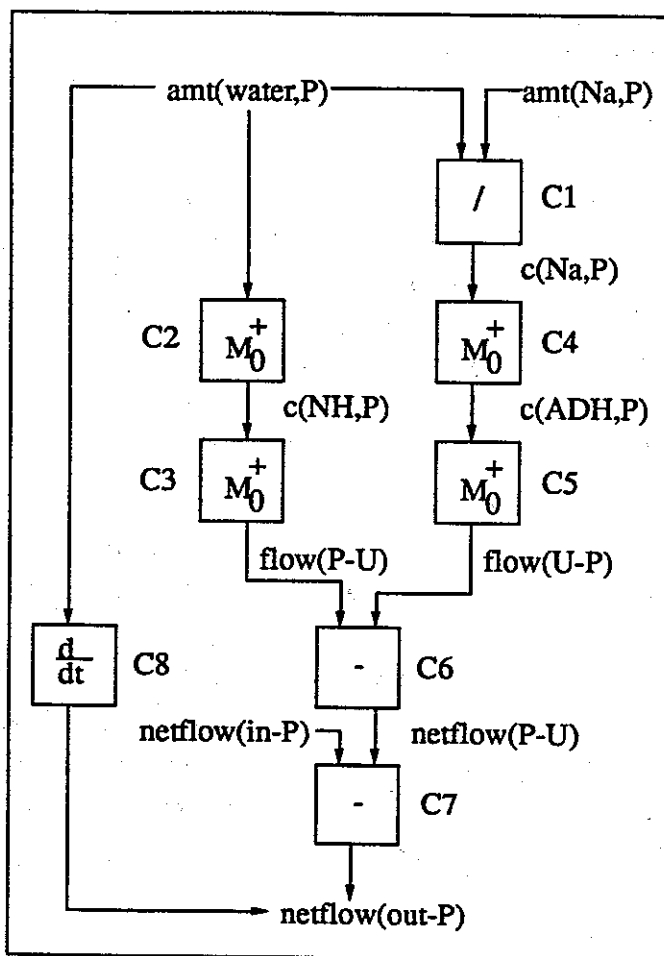 amt(water,P) amt(Na,P)
/ C1
c(Na,P)
C2 M0+ M0+ C4
c(NH,P) c(ADH,P)
C3 M0+ M0+ C5
flow(P-U) flow(U-P)
d/dt C8 - C6
netflow(in-P) netflow(P-U)
- C7
netflow(out-P)